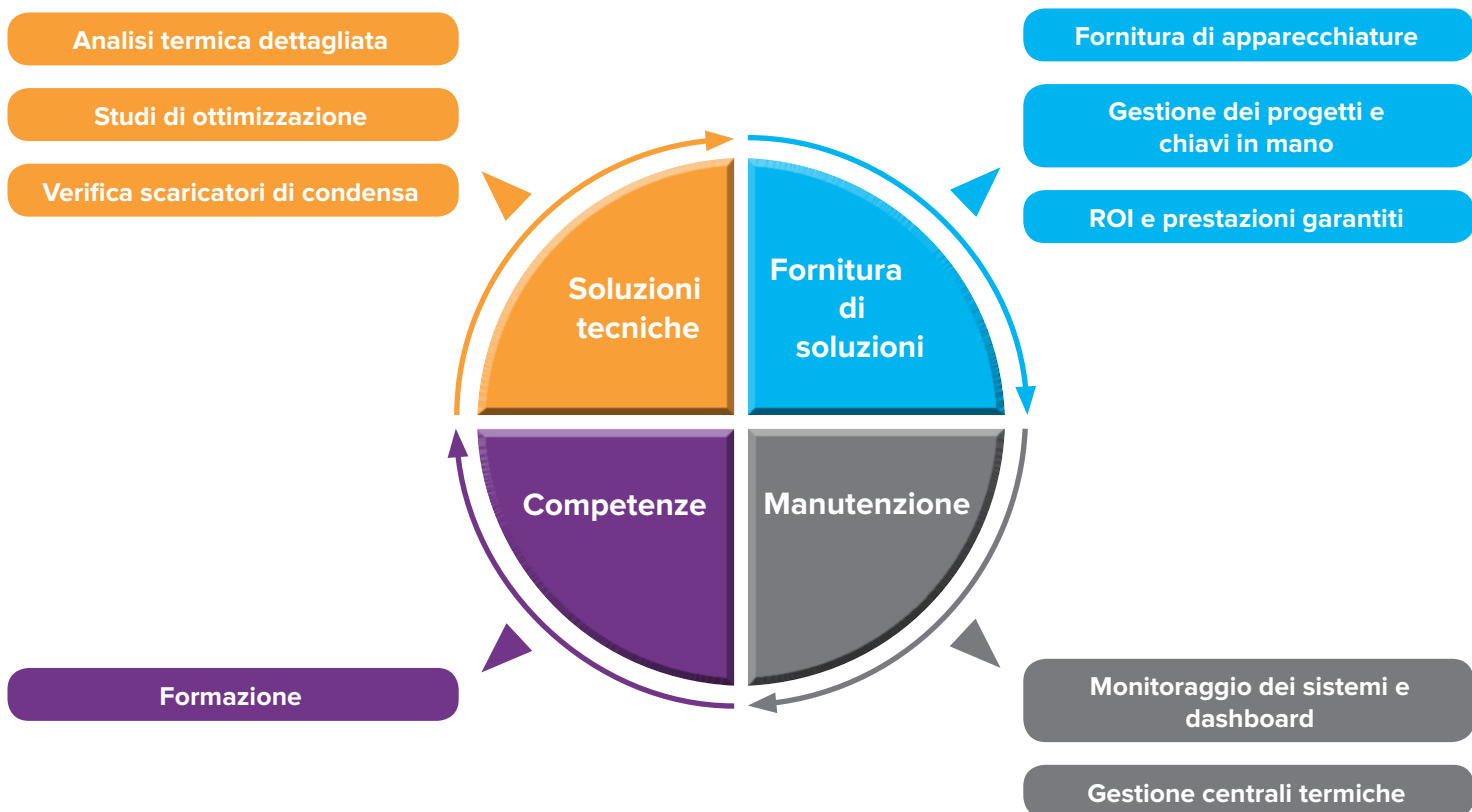 Analisi termica dettagliata
Studi di ottimizzazione
Verifica scaricatori di condensa
Fornitura di apparecchiature
Gestione dei progetti e
chiavi in mano
ROI e prestazioni garantiti
Soluzioni
tecniche
Fornitura
di
soluzioni
Competenze
Manutenzione
Formazione
Monitoraggio dei sistemi e
dashboard
Gestione centrali termiche